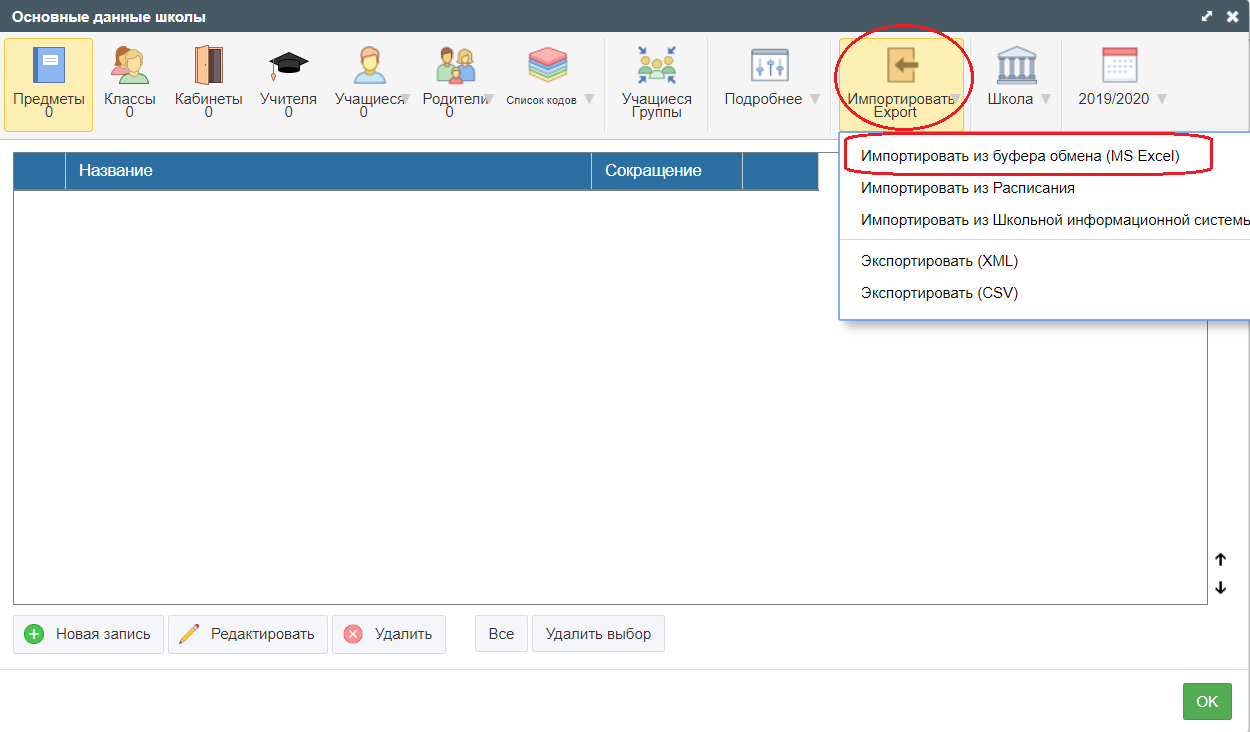 Основные данные школы
Предметы
0
Классы
0
Кабинеты
0
Учителя
0
Учащиеся
0
Родители
0
Список кодов
Учащиеся
Группы
Подробнее
Импортировать
Export
Школа
2019/2020
Название
Сокращение
Импортировать из буфера обмена (MS Excel)
Импортировать из Расписания
Импортировать из Школьной информационной системы
Экспортировать (XML)
Экспортировать (CSV)
Новая запись
Редактировать
Удалить
Все
Удалить выбор
OK